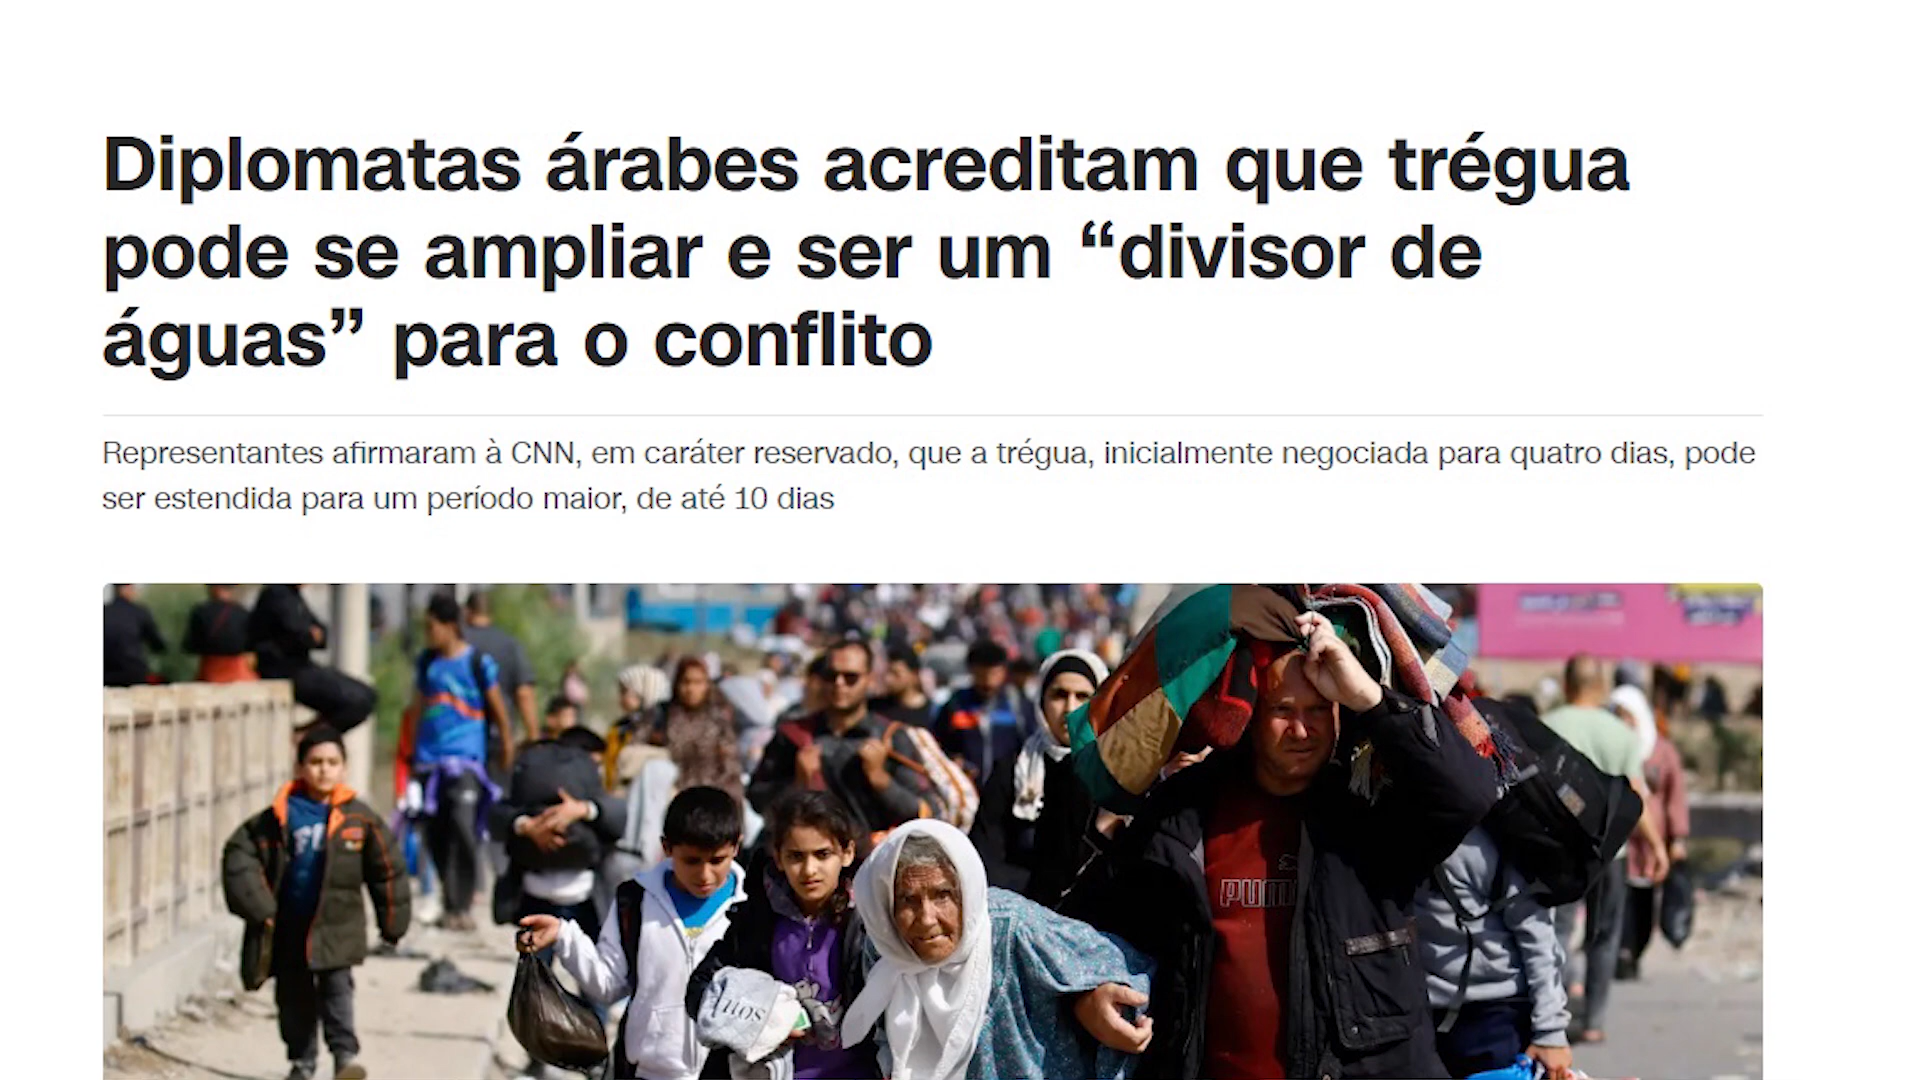 Diplomatas árabes acreditam que trégua
pode se ampliar e ser um “divisor de
águas” para o conflito
Representantes afirmaram à CNN, em caráter reservado, que a trégua, inicialmente negociada para quatro dias, pode
ser estendida para um período maior, de até 10 dias
PUMA